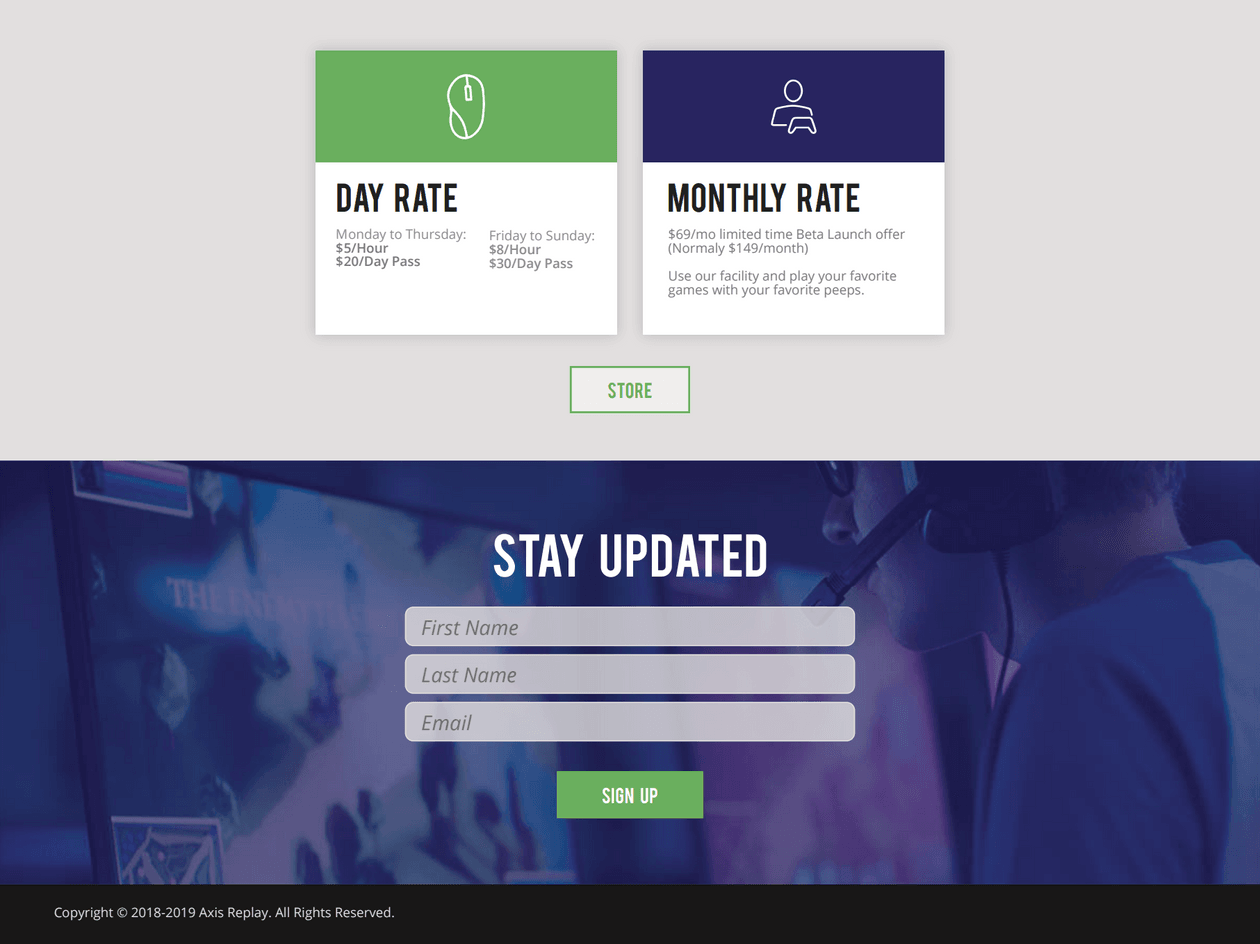 DAY RATE
Monday to Thursday:
$5/Hour
$20/Day Pass
Friday to Sunday:
$8/Hour
$30/Day Pass
MONTHLY RATE
$69/mo limited time Beta Launch offer
(Normaly $149/month)
Use our facility and play your favorite
games with your favorite peeps.
STORE
STAY UPDATED
First Name
Last Name
Email
SIGN UP
Copyright © 2018-2019 Axis Replay. All Rights Reserved.